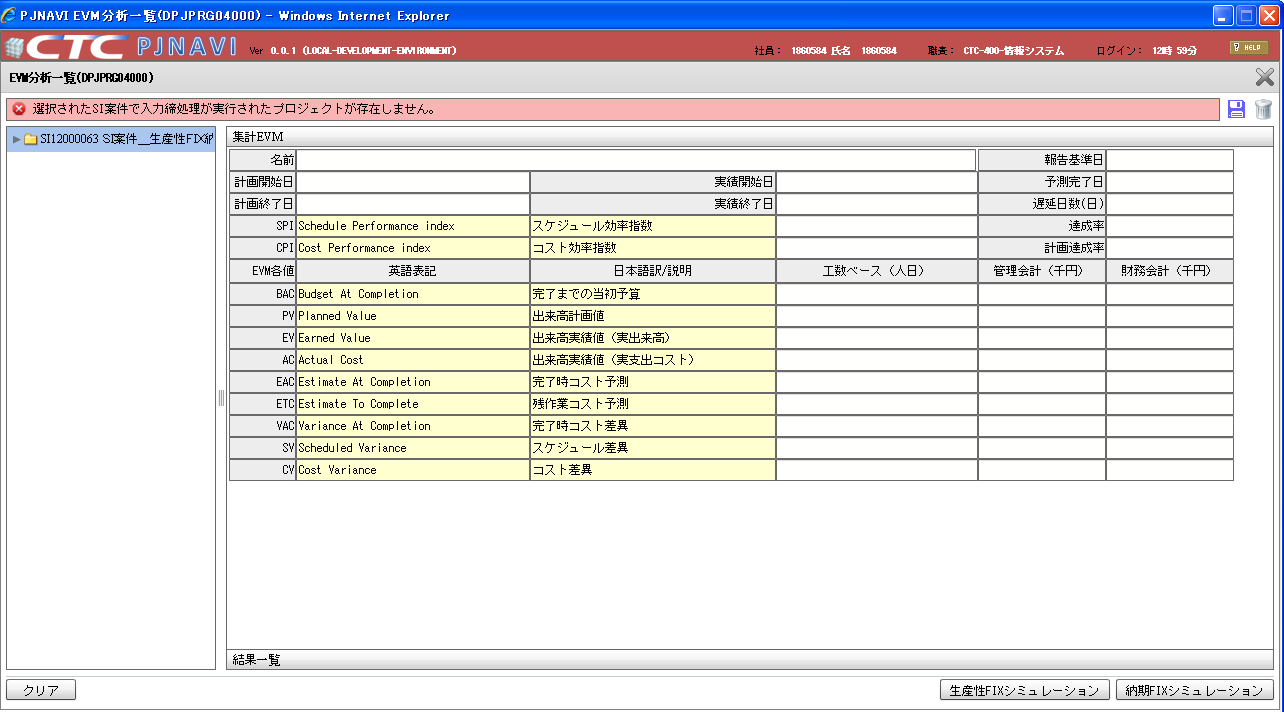 PJNAVI EVM分析一覧(DPJPRG04000) - Windows Internet Explorer
CTC PJNAVI Ver 0.0.1 (LOCAL-DEVELOPMENT-ENVIRONMENT) 社員： 1860584 氏名 1860584 職責： CTC-400-情報システム ログイン： 12時 59分 ? HELP
EVM分析一覧(DPJPRG04000)
選択されたSI案件で入力締処理が実行されたプロジェクトが存在しません。
SI12000063 SI案件__生産性FIX納
集計EVM
名前 報告基準日
計画開始日 実績開始日 予測完了日
計画終了日 実績終了日 遅延日数(日)
SPI Schedule Performance index スケジュール効率指数 達成率
CPI Cost Performance index コスト効率指数 計画達成率
EVM各値 英語表記 日本語訳/説明 工数ベース（人日） 管理会計（千円） 財務会計（千円）
BAC Budget At Completion 完了までの当初予算
PV Planned Value 出来高計画値
EV Earned Value 出来高実績値（実出来高）
AC Actual Cost 出来高実績値（実支出コスト）
EAC Estimate At Completion 完了時コスト予測
ETC Estimate To Complete 残作業コスト予測
VAC Variance At Completion 完了時コスト差異
SV Scheduled Variance スケジュール差異
CV Cost Variance コスト差異
結果一覧
クリア 生産性FIXシミュレーション 納期FIXシミュレーション